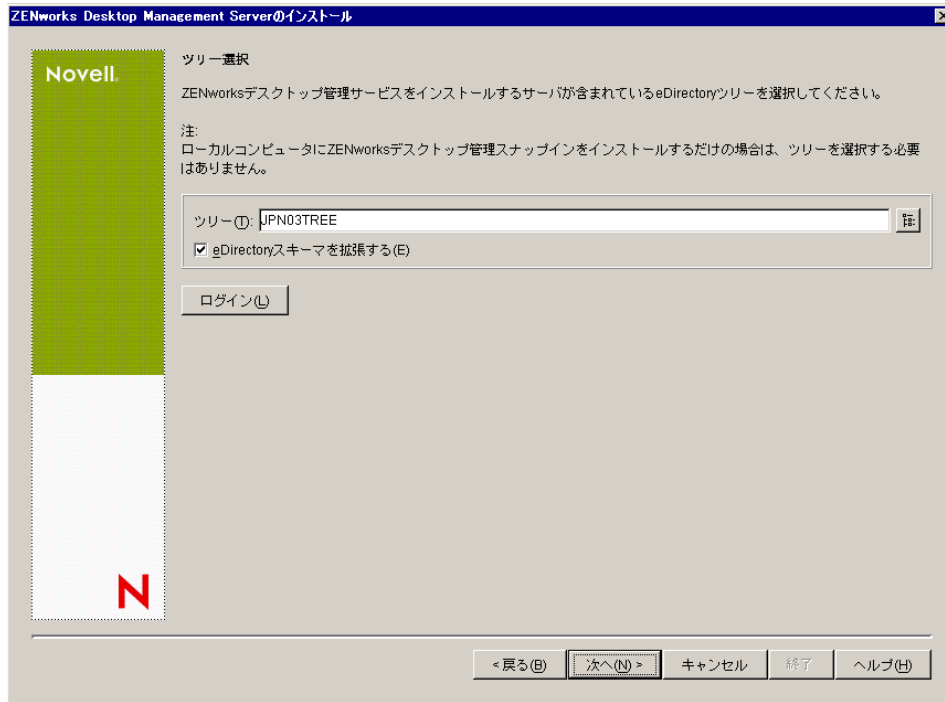 ZENworks Desktop Management Serverのインストール
Novell.
ツリー選択
ZENworksデスクトップ管理サービスをインストールするサーバが含まれているeDirectoryツリーを選択してください。
注:
ローカルコンピュータにZENworksデスクトップ管理スナップインをインストールするだけの場合は、ツリーを選択する必要
はありません。
ツリー(T): JPN03TREE
eDirectoryスキーマを拡張する(E)
ログイン(L)
N
<戻る(B)
次へ(N) >
キャンセル
終了
ヘルプ(H)